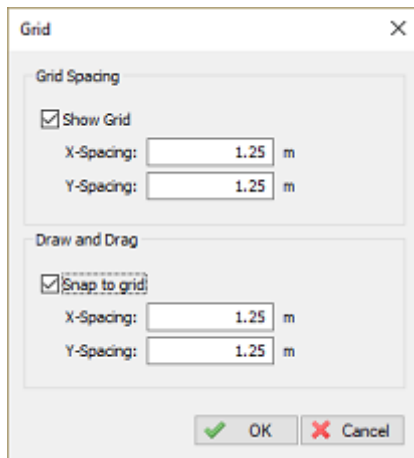 Grid
Grid Spacing
Show Grid
X-Spacing: 1.25 m
Y-Spacing: 1.25 m
Draw and Drag
Snap to grid
X-Spacing: 1.25 m
Y-Spacing: 1.25 m
OK Cancel